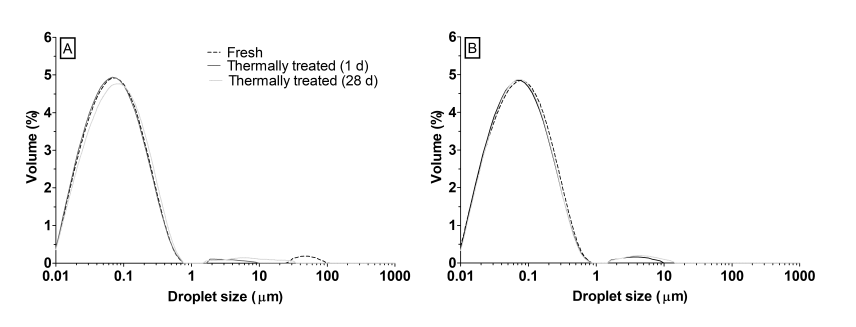 A
Fresh
Thermally treated (1 d)
Thermally treated (28 d)
Volume (%)
6
5
4
3
2
1
0
0.01 0.1 1 10 100 1000
Droplet size (μm)
B
Volume (%)
6
5
4
3
2
1
0
0.01 0.1 1 10 100 1000
Droplet size (μm)